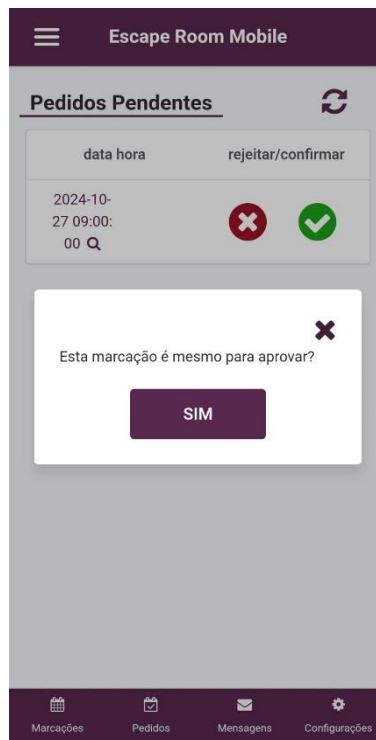 Escape Room Mobile
Pedidos Pendentes
data hora rejeitar/confirmar
2024-10-
27 09:00:
00
Esta marcação é mesmo para aprovar?
SIM
Marcações Pedidos Mensagens Configurações